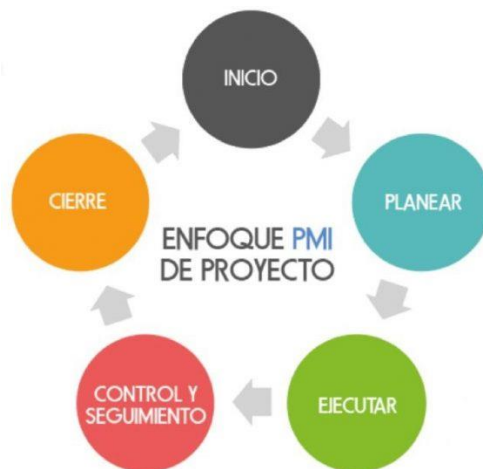 INICIO
PLANEAR
EJECUTAR
CONTROL Y
SEGUIMIENTO
CIERRE
ENFOQUE PMI
DE PROYECTO